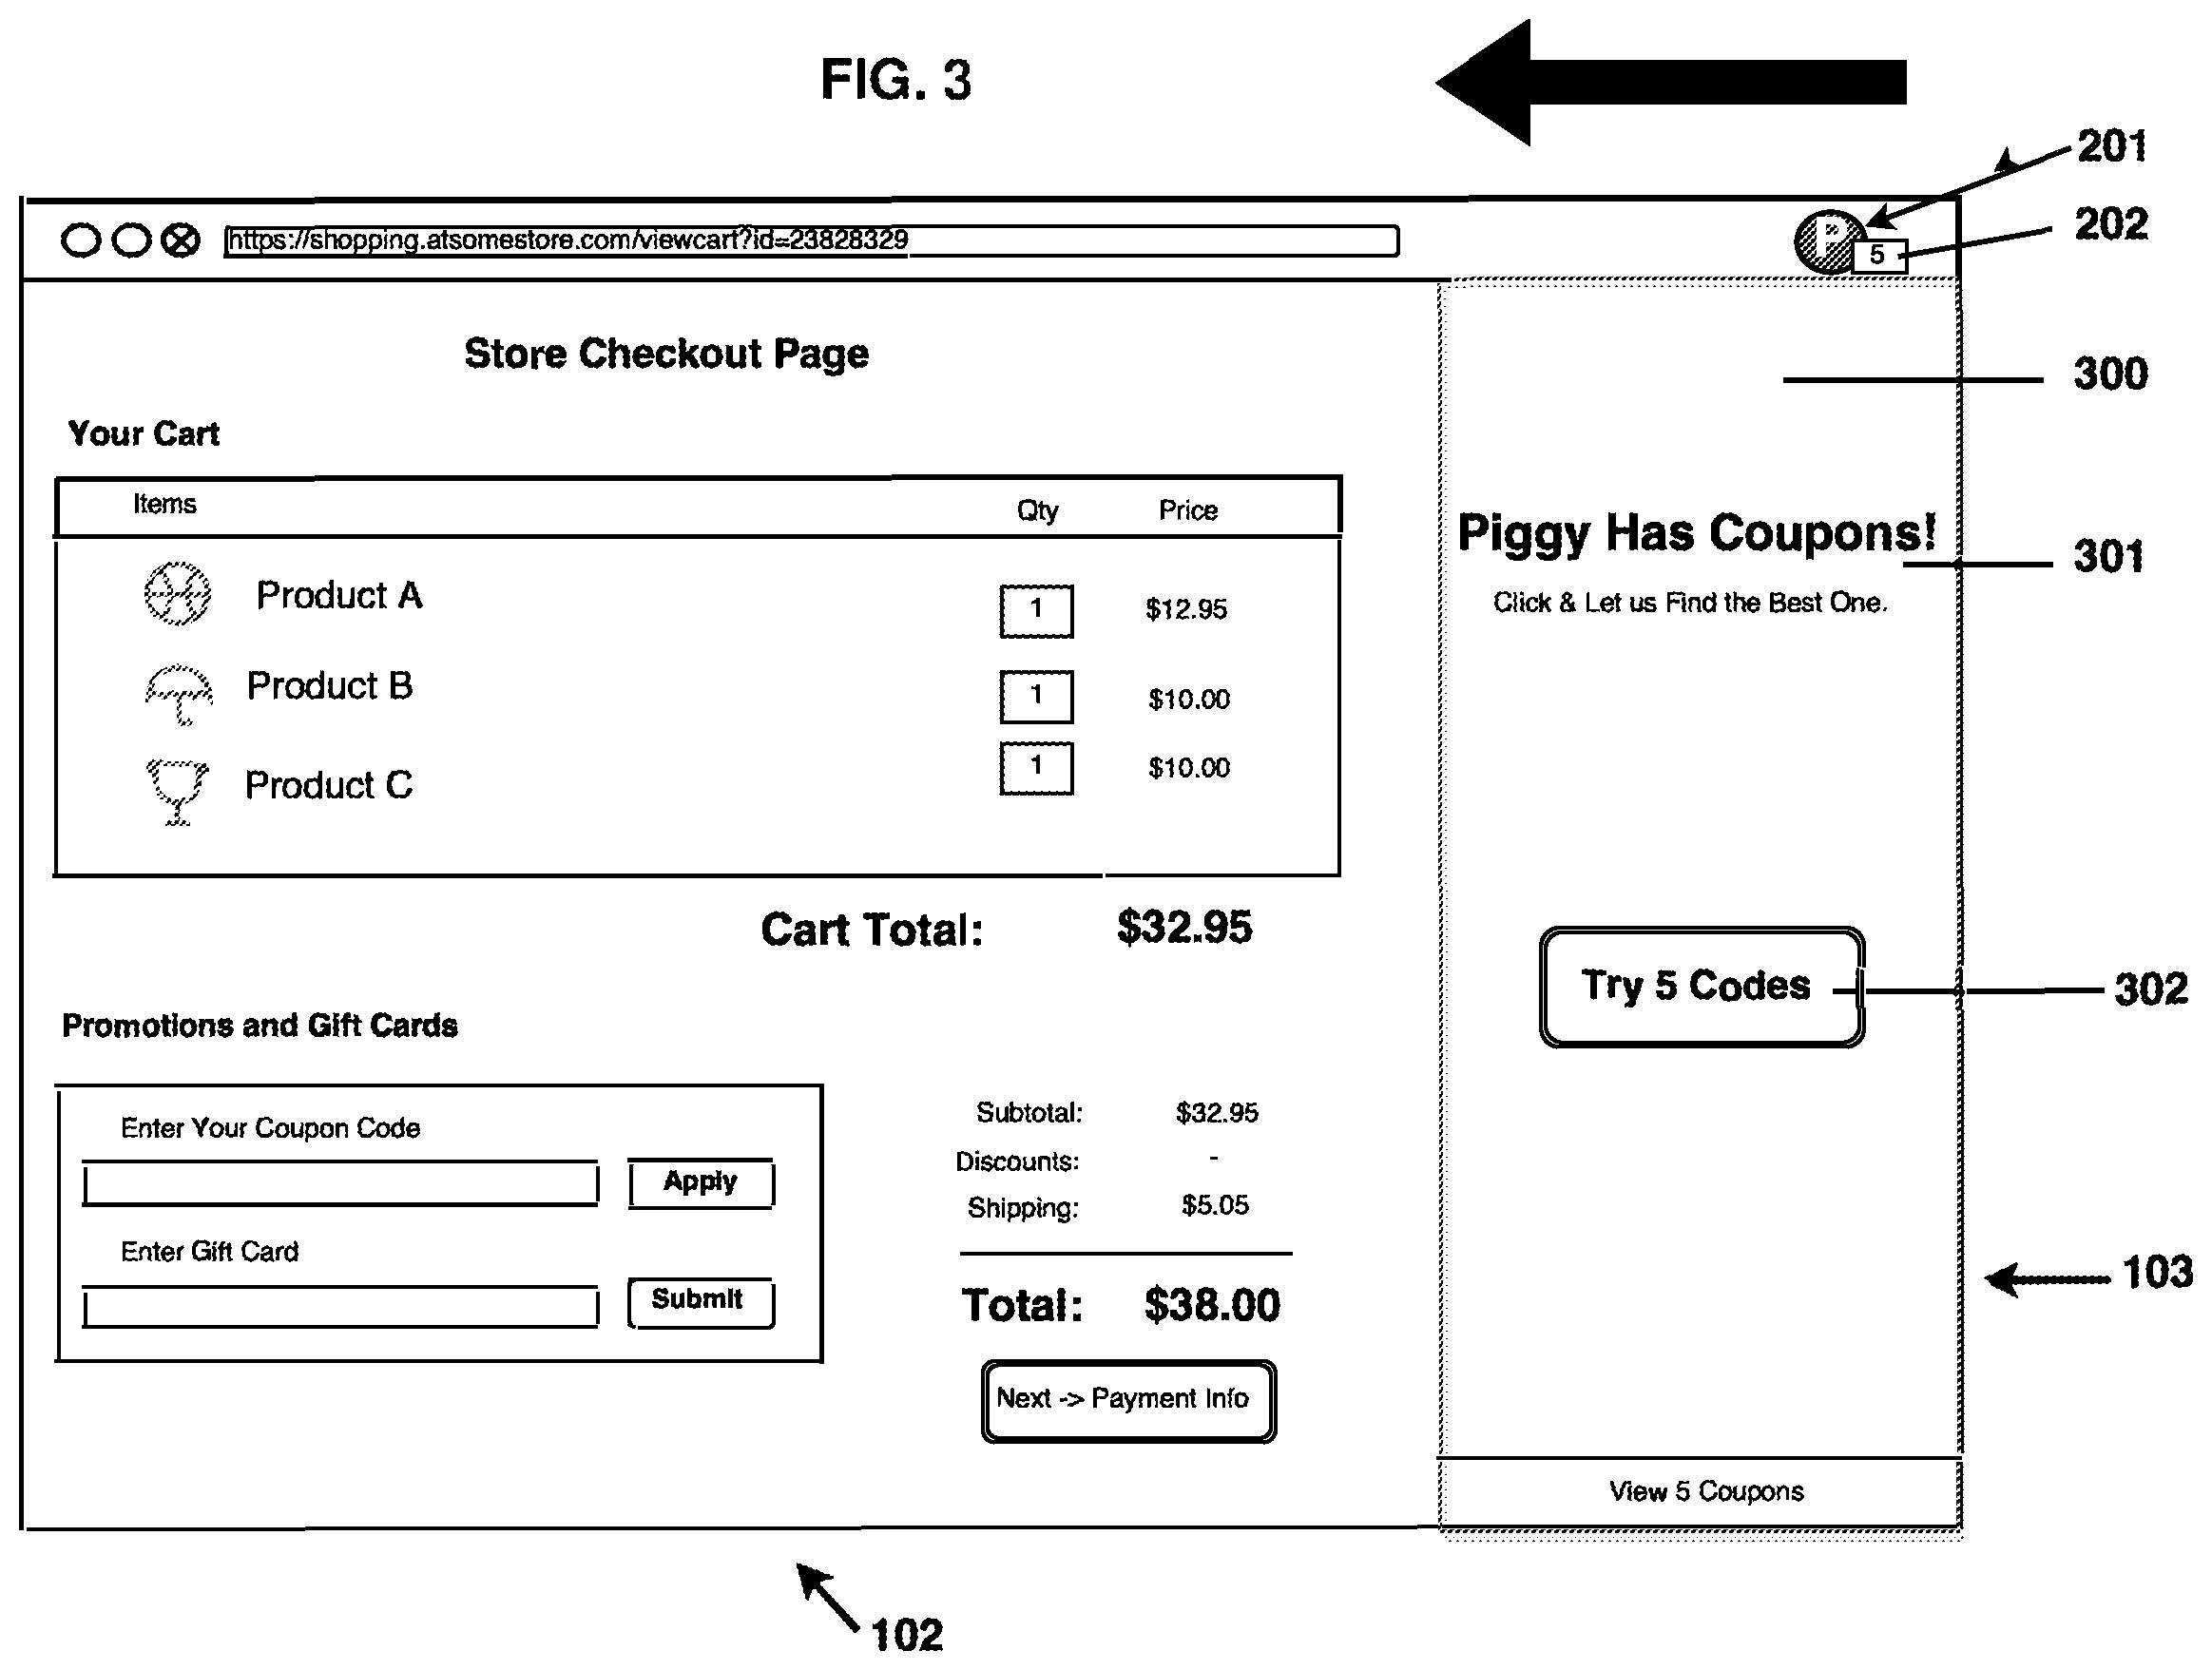 FIG. 3
201
202
https://shopping.atsomestore.com/viewcart?id=23828329
P
5
Store Checkout Page
300
Your Cart
Items Qty Price
Piggy Has Coupons!
301
Click & Let us Find the Best One.
Product A 1 $12.95
Product B 1 $10.00
Product C 1 $10.00
Cart Total: $32.95
Try 5 Codes
302
Promotions and Gift Cards
Enter Your Coupon Code
Apply
Enter Gift Card
Submit
Subtotal: $32.95
Discounts: -
Shipping: $5.05
Total: $38.00
Next -> Payment Info
103
View 5 Coupons
102